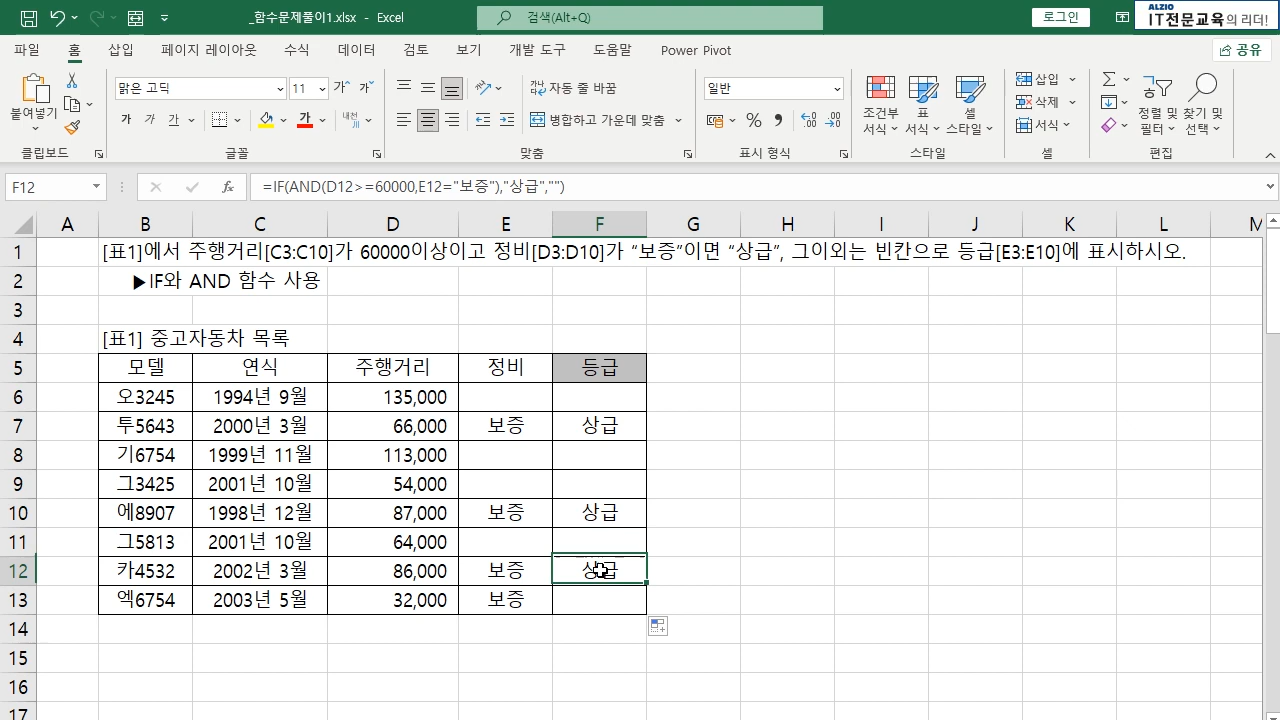 _함수문제풀이1.xlsx - Excel
검색(Alt+Q)
로그인
ALZIO
IT전문교육의 리더!
파일 홈 삽입 페이지 레이아웃 수식 데이터 검토 보기 개발 도구 도움말 Power Pivot
공유
맑은 고딕 11 가 가 자동 줄 바꿈 일반
붙여넣기
가 가 가 가 내천 병합하고 가운데 맞춤 % 9
조건부 서식 표 서식 셀 스타일
삽입
삭제
서식
정렬 및 필터 찾기 및 선택
클립보드 글꼴 맞춤 표시 형식 스타일 셀 편집
F12 fx =IF(AND(D12>=60000,E12="보증"),"상급","")
A B C D E F G H I J K L M
1 [표1]에서 주행거리[C3:C10]가 60000이상이고 정비[D3:D10]가 “보증”이면 “상급”, 그이외는 빈칸으로 등급[E3:E10]에 표시하시오.
2 ▶IF와 AND 함수 사용
3
4 [표1] 중고자동차 목록
5 모델 연식 주행거리 정비 등급
6 오3245 1994년 9월 135,000
7 투5643 2000년 3월 66,000 보증 상급
8 기6754 1999년 11월 113,000
9 그3425 2001년 10월 54,000
10 에8907 1998년 12월 87,000 보증 상급
11 그5813 2001년 10월 64,000
12 카4532 2002년 3월 86,000 보증 상급
13 엑6754 2003년 5월 32,000 보증
14
15
16
17